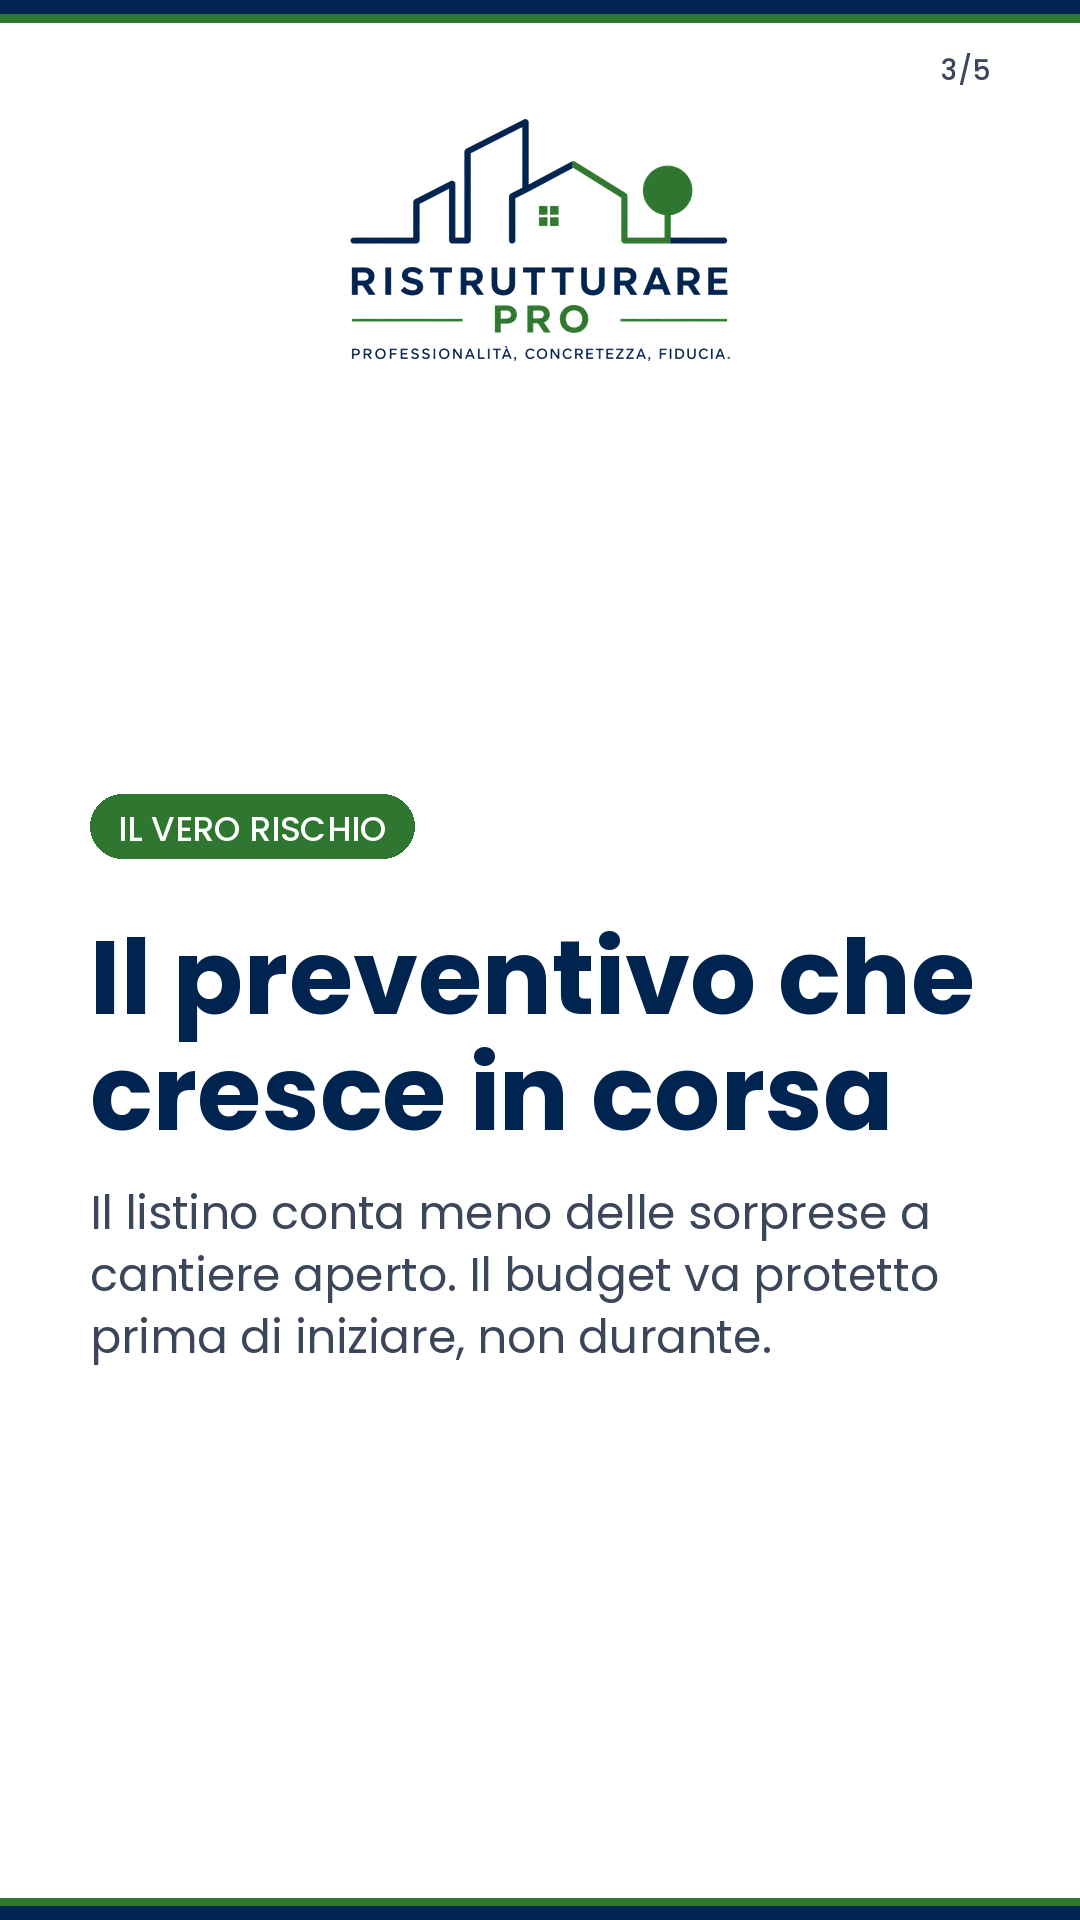 3/5
RISTRUTTURARE
PRO
PROFESSIONALITÀ, CONCRETEZZA, FIDUCIA.
IL VERO RISCHIO
Il preventivo che
cresce in corsa
Il listino conta meno delle sorprese a
cantiere aperto. Il budget va protetto
prima di iniziare, non durante.